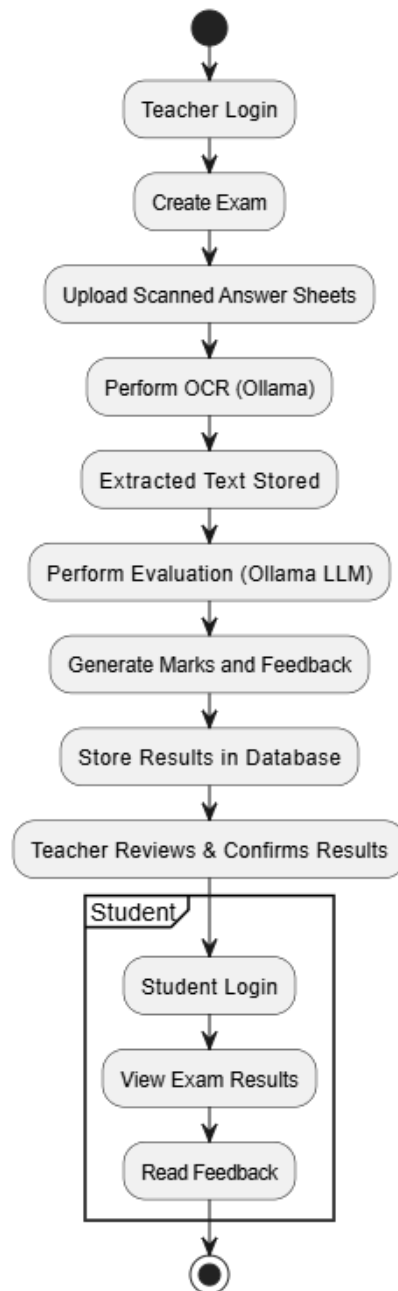 Teacher Login
Create Exam
Upload Scanned Answer Sheets
Perform OCR (Ollama)
Extracted Text Stored
Perform Evaluation (Ollama LLM)
Generate Marks and Feedback
Store Results in Database
Teacher Reviews & Confirms Results
Student
Student Login
View Exam Results
Read Feedback